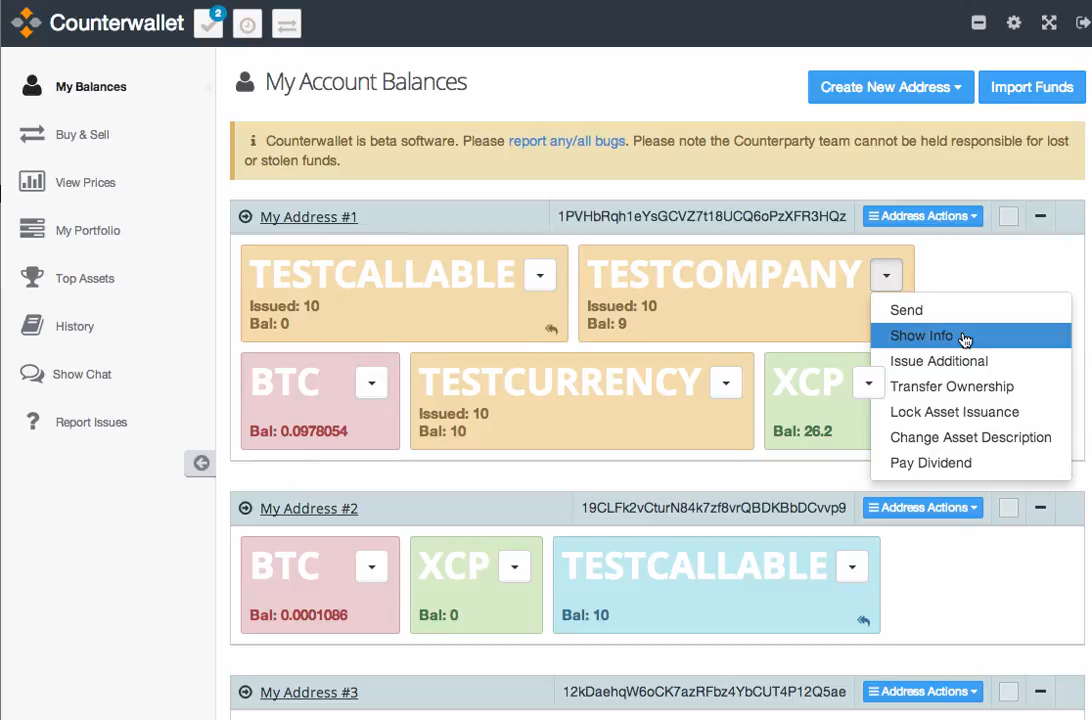 Counterwallet 2
My Balances
Buy & Sell
View Prices
My Portfolio
Top Assets
History
Show Chat
Report Issues
My Account Balances
Create New Address
Import Funds
Counterwallet is beta software. Please report any/all bugs. Please note the Counterparty team cannot be held responsible for lost
or stolen funds.
My Address #1 1PVHbRqh1eYsGCVZ7t18UCQ6oPzXFR3HQz Address Actions
TESTCALLABLE
Issued: 10
Bal: 0
TESTCOMPANY
Issued: 10
Bal: 9
Send
Show Info
Issue Additional
Transfer Ownership
Lock Asset Issuance
Change Asset Description
Pay Dividend
BTC
Bal: 0.0978054
TESTCURRENCY
Issued: 10
Bal: 10
XCP
Bal: 26.2
My Address #2 19CLFk2vCturN84k7zf8vrQBDKBbDCvvp9 Address Actions
BTC
Bal: 0.0001086
XCP
Bal: 0
TESTCALLABLE
Bal: 10
My Address #3 12kDaehqW6oCK7azRFbz4YbCUT4P12Q5ae Address Actions